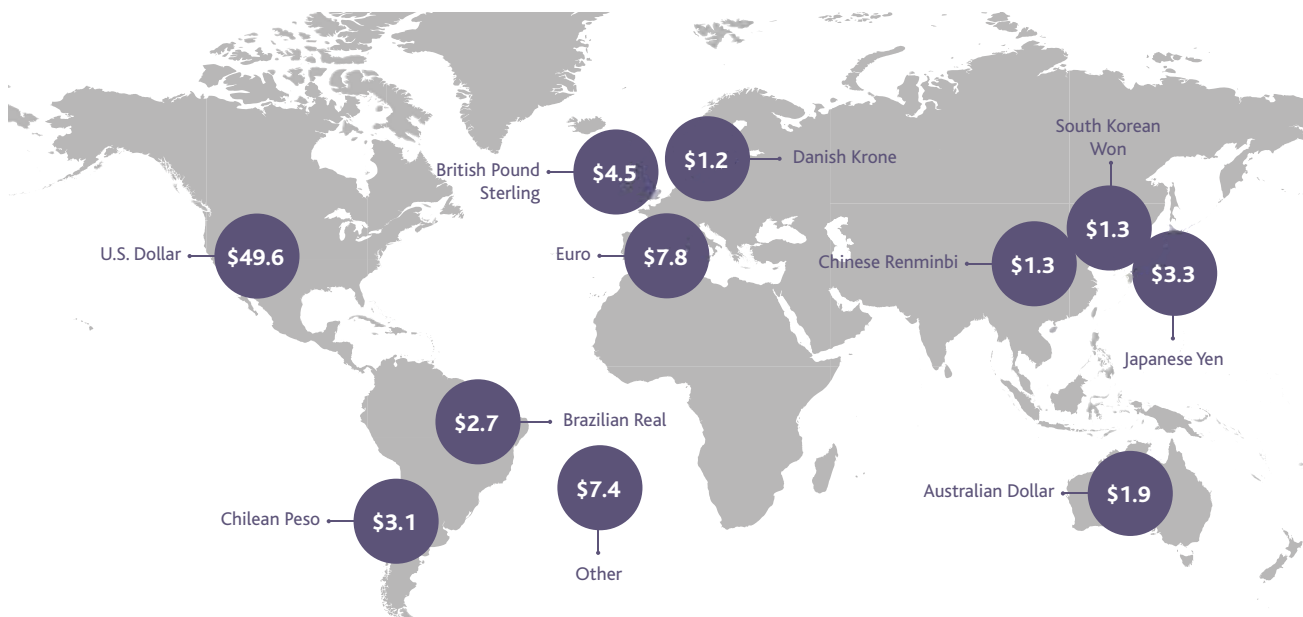 South Korean
Won
British Pound
Sterling
$4.5
$1.2
Danish Krone
$1.3
U.S. Dollar
$49.6
Euro
$7.8
Chinese Renminbi
$1.3
$3.3
Japanese Yen
$2.7
Brazilian Real
$7.4
Other
Chilean Peso
$3.1
Australian Dollar
$1.9